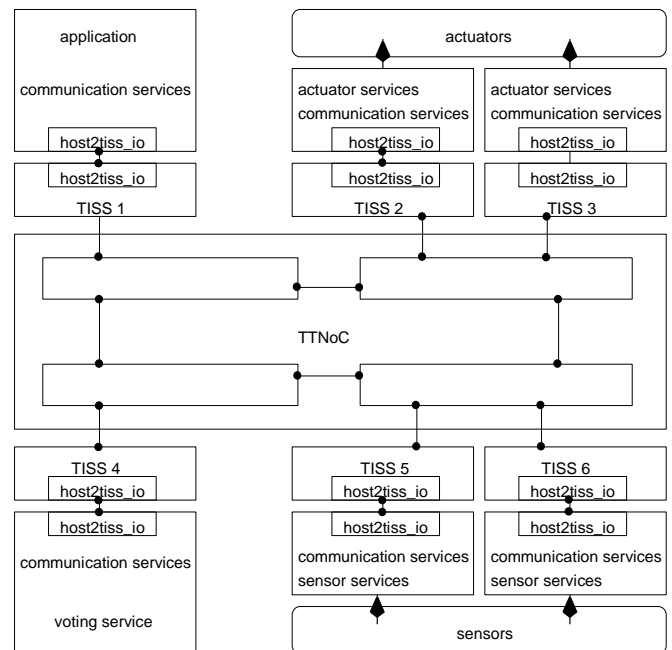 application
communication services
host2tiss_io
host2tiss_io
TISS 1
actuators
actuator services
communication services
host2tiss_io
host2tiss_io
TISS 2
actuator services
communication services
host2tiss_io
host2tiss_io
TISS 3
TTNoC
TISS 4
host2tiss_io
host2tiss_io
communication services
voting service
TISS 5
host2tiss_io
host2tiss_io
communication services
sensor services
TISS 6
host2tiss_io
host2tiss_io
communication services
sensor services
sensors